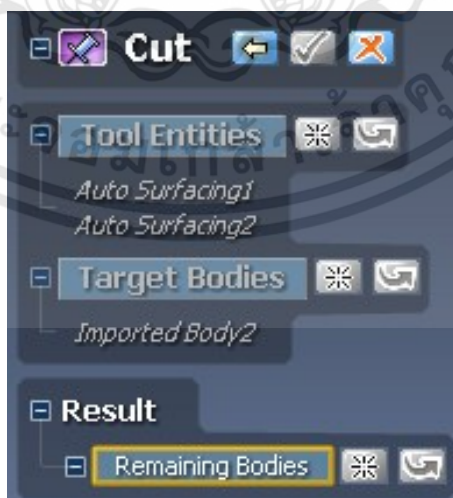 Cut
Tool Entities
Auto Surfacing1
Auto Surfacing2
Target Bodies
Imported Body2
Result
Remaining Bodies